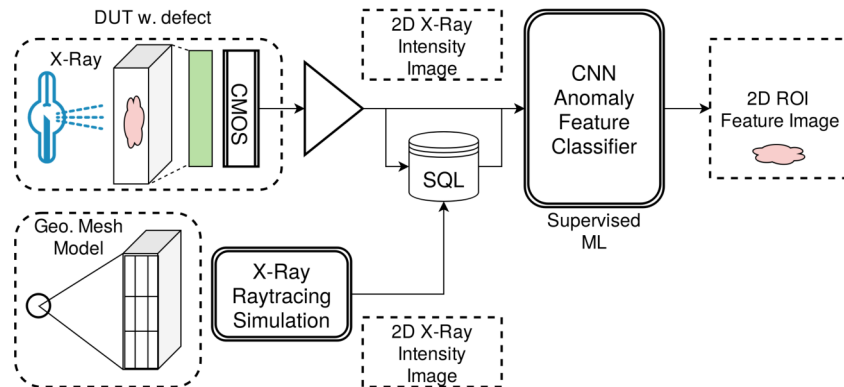 DUT w. defect
X-Ray
CMOS
2D X-Ray
Intensity
Image
SQL
CNN
Anomaly
Feature
Classifier
Supervised
ML
2D ROI
Feature Image
Geo. Mesh
Model
X-Ray
Raytracing
Simulation
2D X-Ray
Intensity
Image